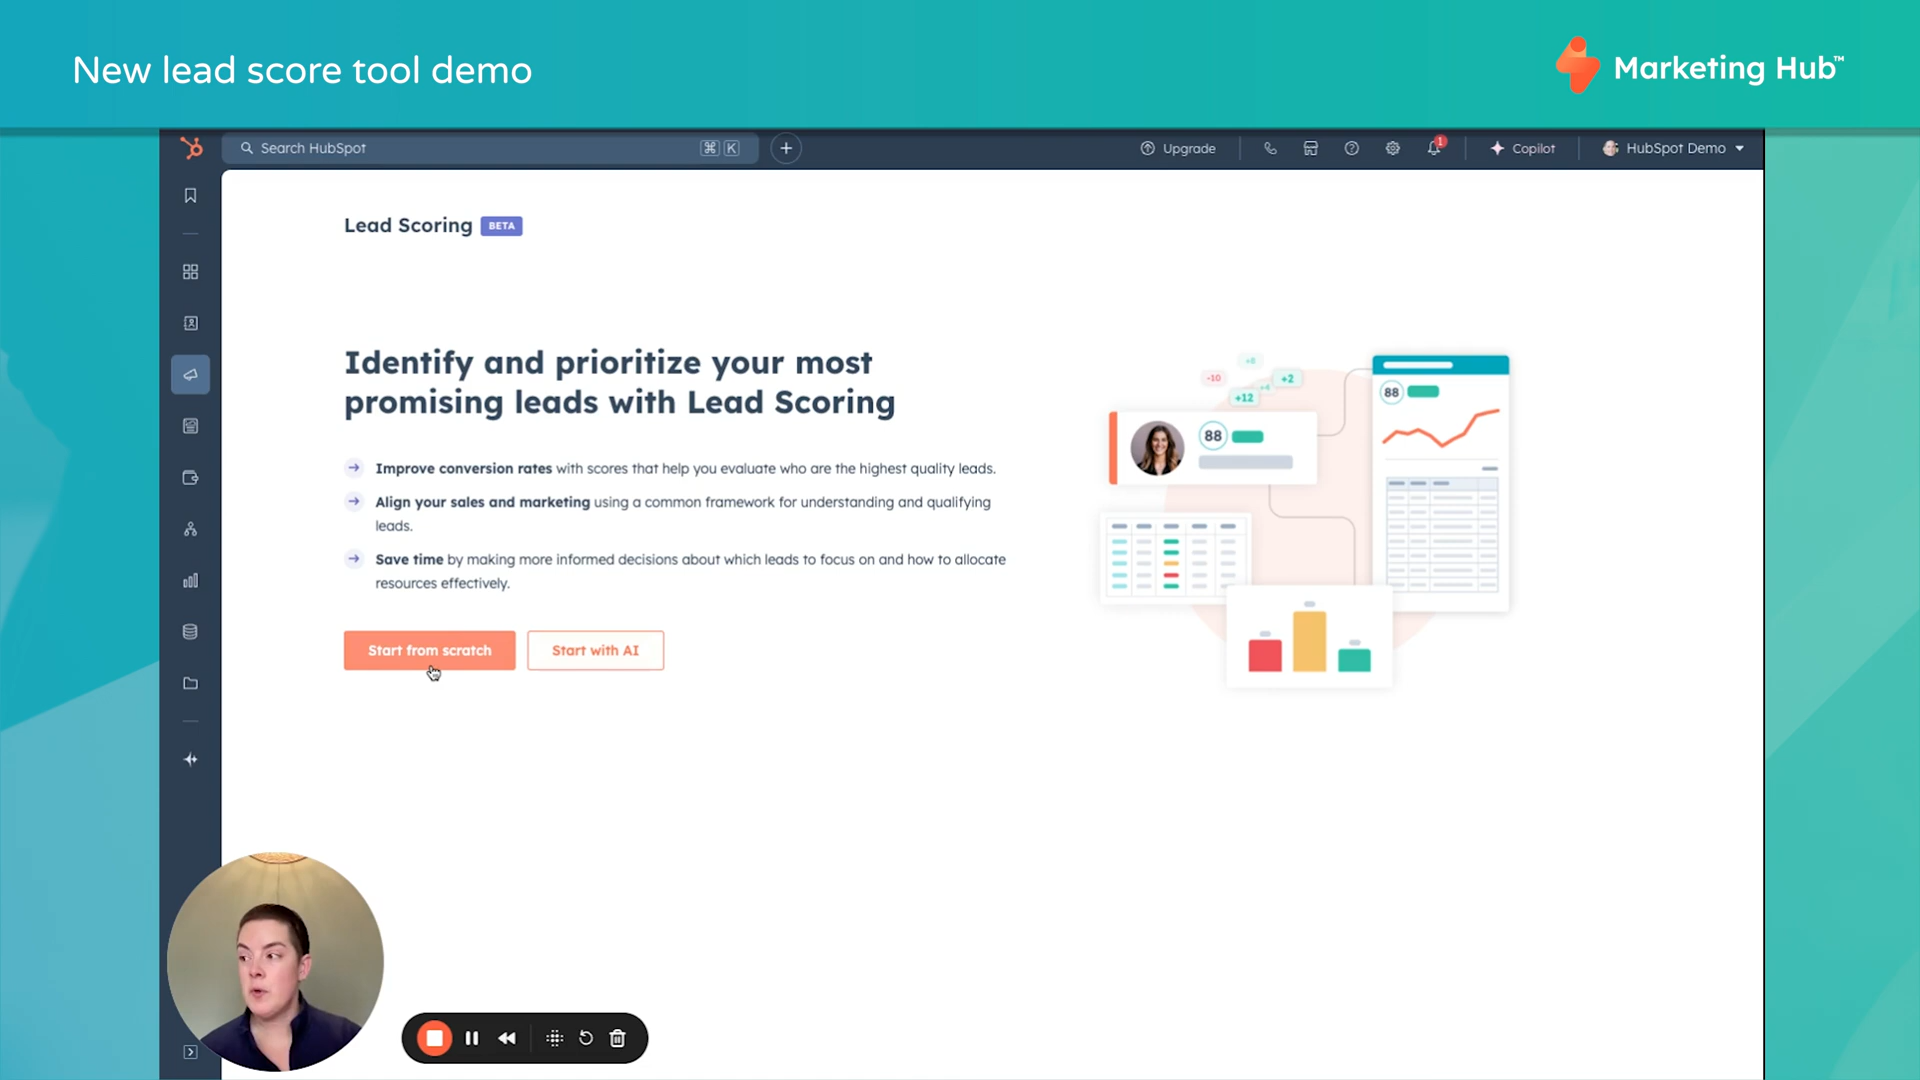 New lead score tool demo
Marketing Hub™
Search HubSpot
⌘ K
Upgrade
1
Copilot
HubSpot Demo
Lead Scoring BETA
Identify and prioritize your most
promising leads with Lead Scoring
Improve conversion rates with scores that help you evaluate who are the highest quality leads.
Align your sales and marketing using a common framework for understanding and qualifying
leads.
Save time by making more informed decisions about which leads to focus on and how to allocate
resources effectively.
Start from scratch
Start with AI
-10
+2
+12
88
88